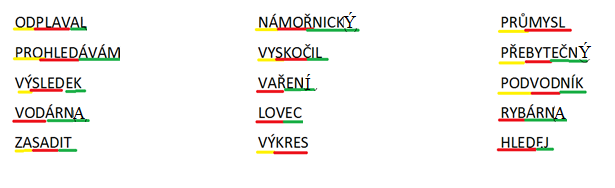 ODPLAVAL NÁMOŘNICKÝ PRŮMYSL
PROHLEDÁVÁM VYSKOČIL PŘEBYTEČNÝ
VÝSLEDEK VAŘENÍ PODVODNÍK
VODÁRNA LOVEC RYBÁRNA
ZASADIT VÝKRES HLEDEJ